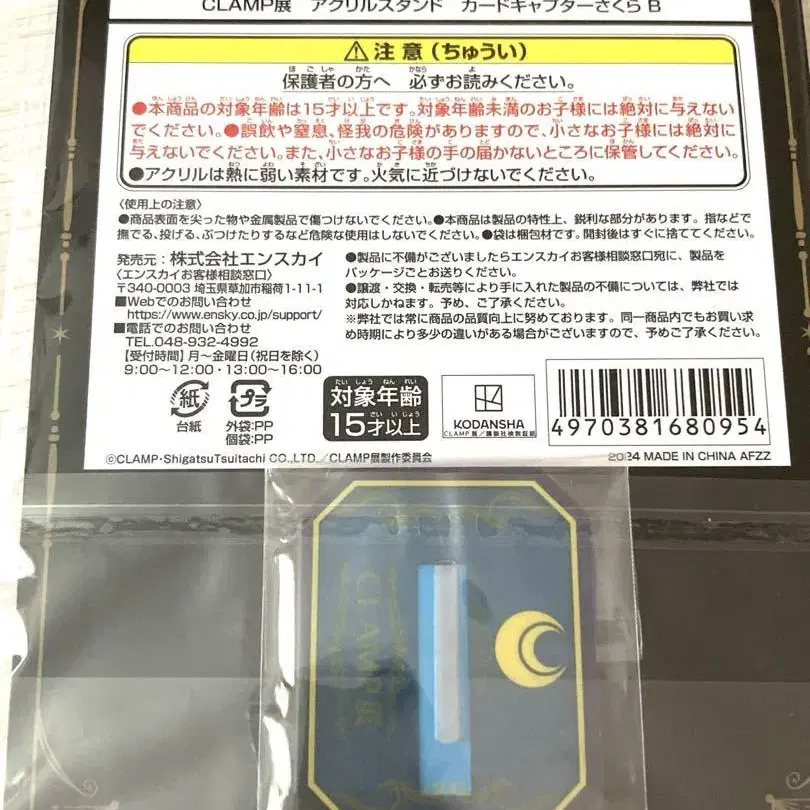 CLAMP展　アクリルスタンド　カードキャプターさくら B
⚠注意(ちゅうい)
保護者の方へ 必ずお読みください。
●本商品の対象年齢は15才以上です。対象年齢未満のお子様には絶対に与えない
でください。●誤飲や窒息、怪我の危険がありますので、小さなお子様には絶対に
与えないでください。また、小さなお子様の手の届かないところに保管してください。
●アクリルは熱に弱い素材です。火気に近づけないでください。
〈使用上の注意〉
●商品表面を尖った物や金属製品で傷つけないでください。●本商品は製品の特性上、鋭利な部分があります。指などで
撫でる、投げる、ぶつけたりするなど危険な使用はしないでください。●袋は梱包材です。開封後はすぐに捨ててください。
発売元：株式会社エンスカイ
〈エンスカイお客様相談窓口〉
〒340-0003 埼玉県草加市稲荷1-11-1
■Webでのお問い合わせ
https://www.ensky.co.jp/support/
■電話でのお問い合わせ
TEL.048-932-4992
【受付時間】月～金曜日(祝日を除く)
9:00～12:00・13:00～16:00
●製品に不備がございましたらエンスカイお客様相談窓口宛に、製品を
パッケージごとお送りください。
●譲渡・交換・転売等により手に入れた製品の不備については、弊社では
対応しかねます。予め、ご了承ください。
※弊社では常に商品の品質向上に努めております。同一商品内でもお買い求
め時期により多少の違いがある場合がございますので、予めご了承ください。
紙
台紙
プラ
外袋:PP
個袋:PP
対象年齢
15才以上
KODANSHA
CLAMP展／講談社検数証紙
4970381680954
©CLAMP・ShigatsuTsuitachi CO.,LTD.／CLAMP展製作委員会
2024 MADE IN CHINA AFZZ
CLAMP展